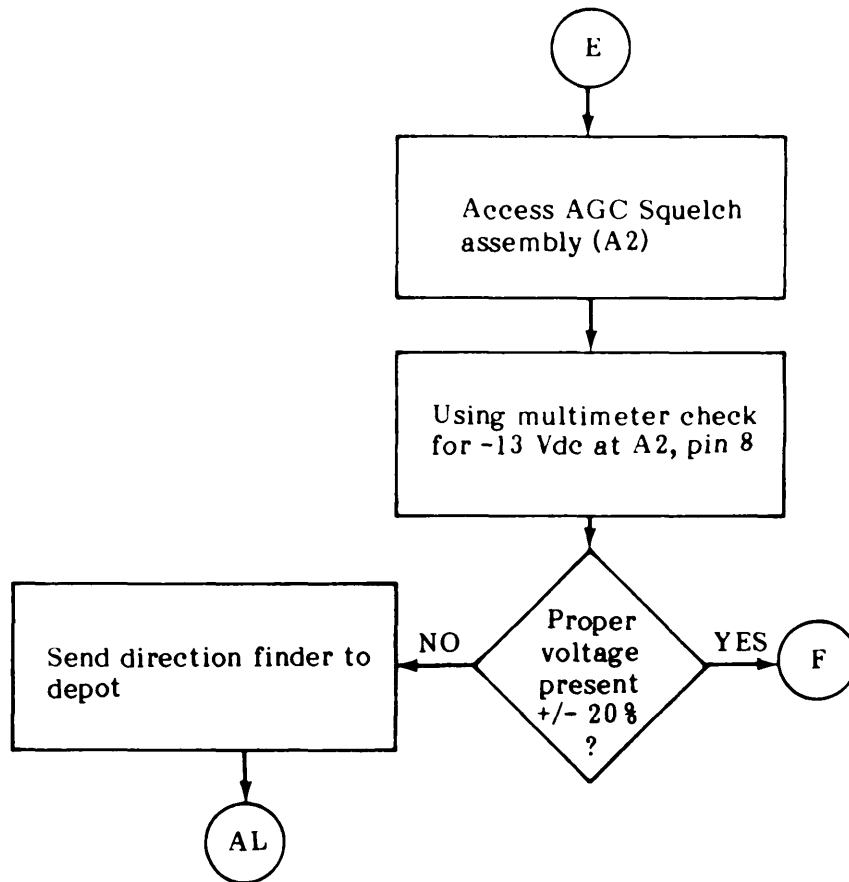 E
Access AGC Squelch
assembly (A2)
Using multimeter check
for -13 Vdc at A2, pin 8
Proper
voltage
present
+/- 20%
?
NO
YES
F
Send direction finder to
depot
AL